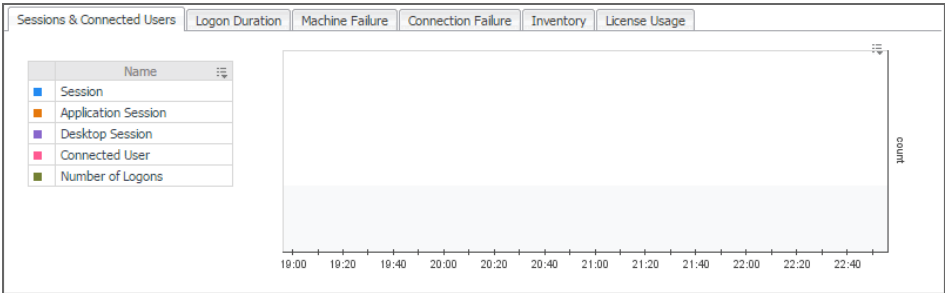 Sessions & Connected Users Logon Duration Machine Failure Connection Failure Inventory License Usage
Name
Session
Application Session
Desktop Session
Connected User
Number of Logons
count
19:00 19:20 19:40 20:00 20:20 20:40 21:00 21:20 21:40 22:00 22:20 22:40